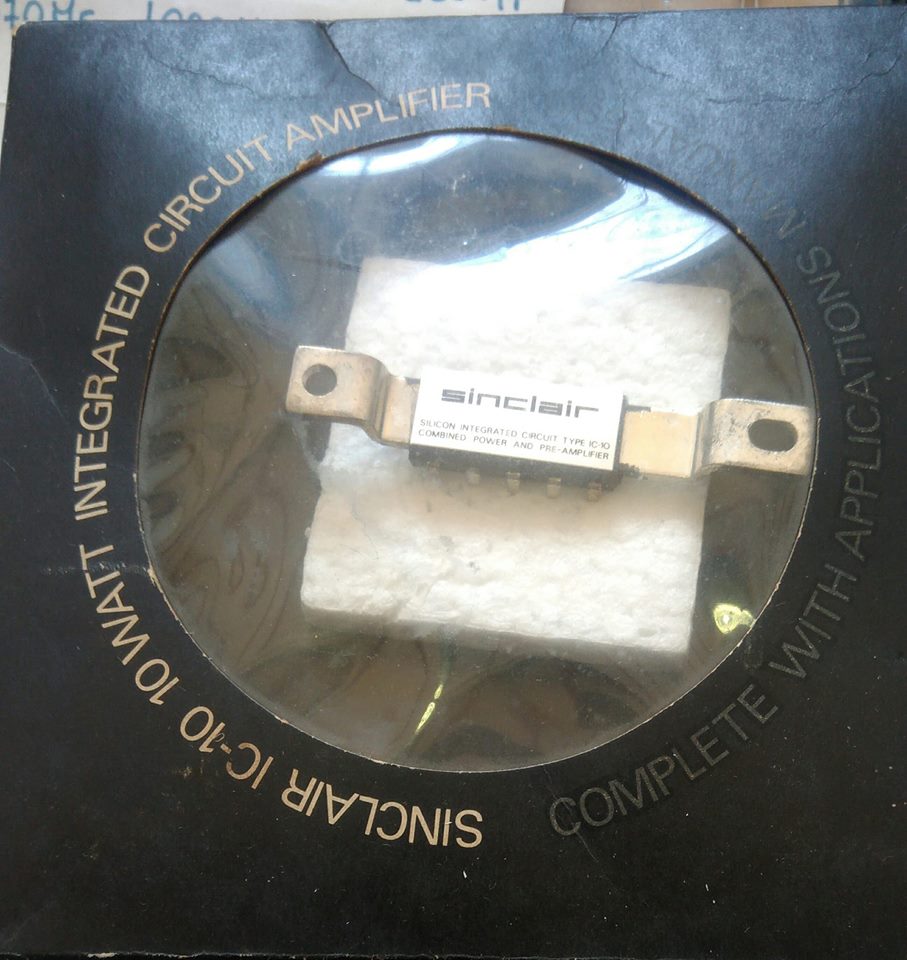 SINCLAIR IC-10 10 WATT INTEGRATED CIRCUIT AMPLIFIER
COMPLETE WITH APPLICATIONS MANUAL
sinclair
SILICON INTEGRATED CIRCUIT TYPE IC-10
COMBINED POWER AND PRE-AMPLIFIER